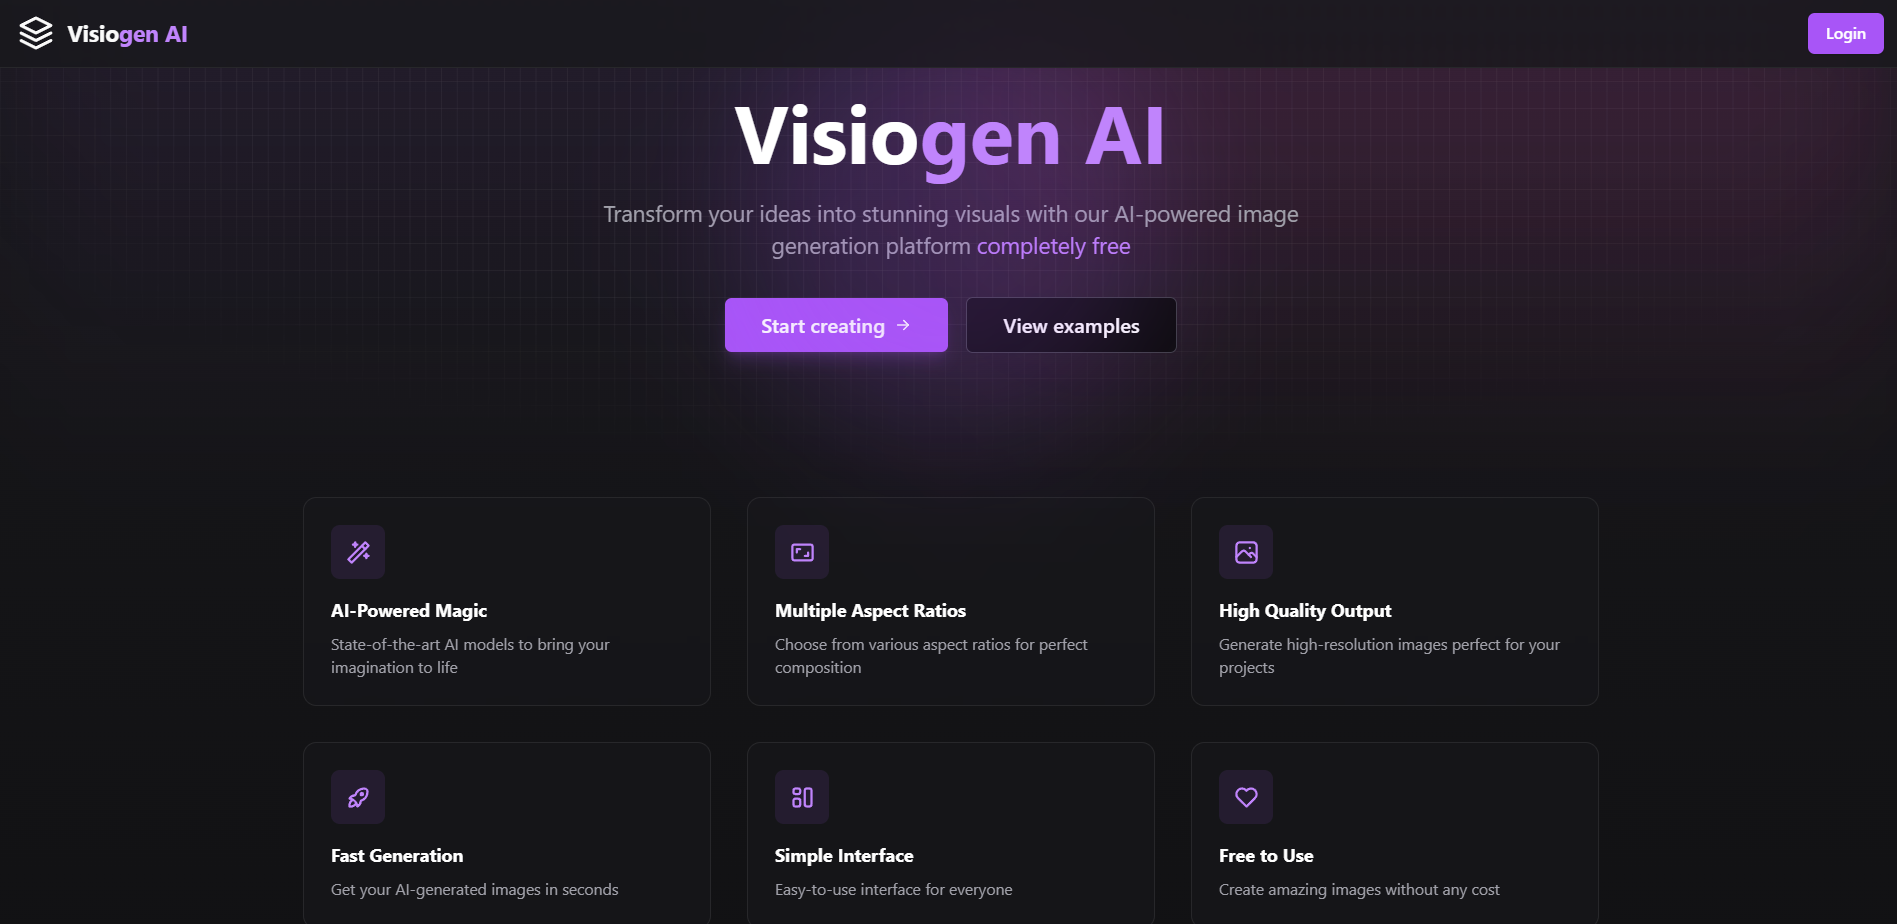 Visiogen AI
Login
Visiogen AI
Transform your ideas into stunning visuals with our AI-powered image
generation platform completely free
Start creating →
View examples
AI-Powered Magic
State-of-the-art AI models to bring your
imagination to life
Multiple Aspect Ratios
Choose from various aspect ratios for perfect
composition
High Quality Output
Generate high-resolution images perfect for your
projects
Fast Generation
Get your AI-generated images in seconds
Simple Interface
Easy-to-use interface for everyone
Free to Use
Create amazing images without any cost